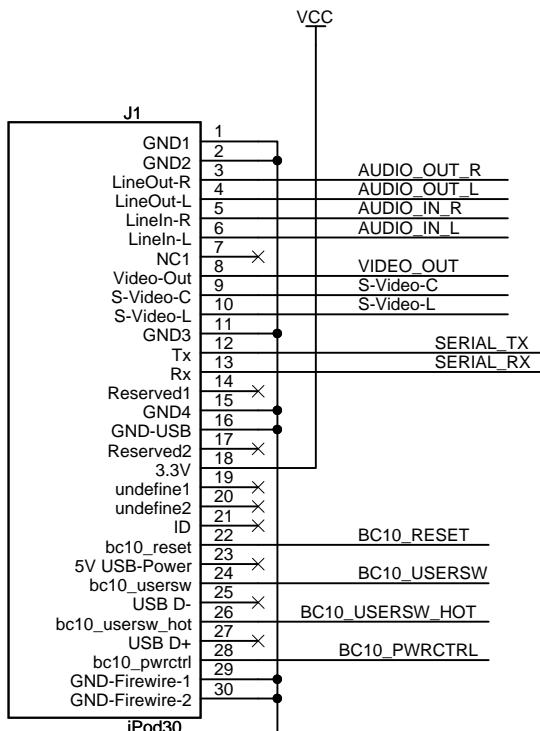 VCC
J1
GND1 1
GND2 2
LineOut-R 3 AUDIO_OUT_R
LineOut-L 4 AUDIO_OUT_L
LineIn-R 5 AUDIO_IN_R
LineIn-L 6 AUDIO_IN_L
NC1 7
Video-Out 8 VIDEO_OUT
S-Video-C 9 S-Video-C
S-Video-L 10 S-Video-L
GND3 11
Tx 12 SERIAL_TX
Rx 13 SERIAL_RX
Reserved1 14
GND4 15
GND-USB 16
Reserved2 17
3.3V 18
undefine1 19
undefine2 20
ID 21
bc10_reset 22 BC10_RESET
5V USB-Power 23
bc10_usersw 24 BC10_USERSW
USB D- 25
bc10_usersw_hot 26 BC10_USERSW_HOT
USB D+ 27
bc10_pwrctrl 28 BC10_PWRCTRL
GND-Firewire-1 29
GND-Firewire-2 30
iPod30